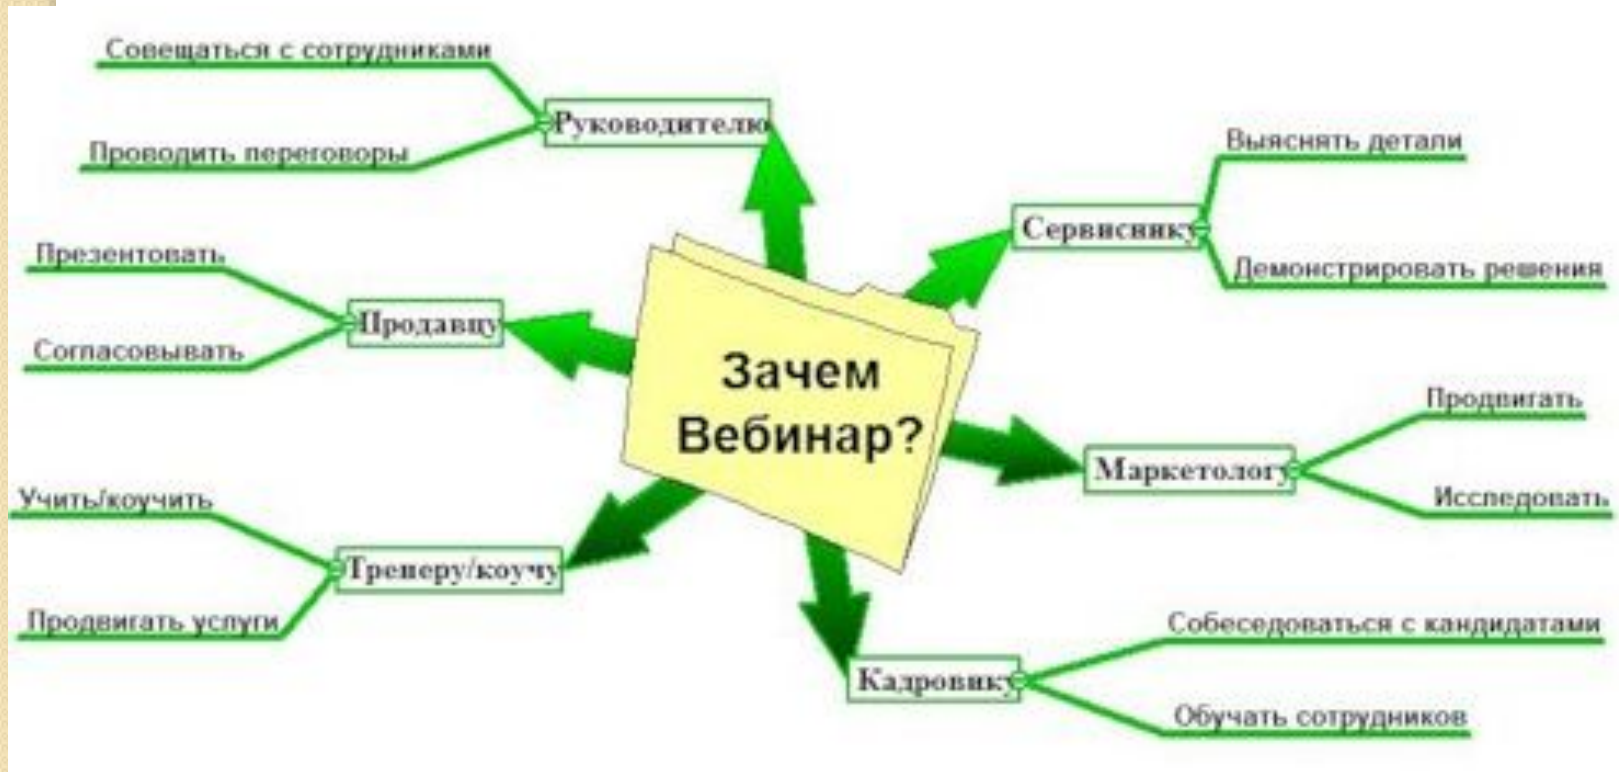 Совещаться с сотрудниками
Руководителю
Проводить переговоры
Выяснять детали
Сервиснику
Демонстрировать решения
Презентовать
Продавцу
Согласовывать
Зачем
Вебинар?
Продвигать
Маркетологу
Исследовать
Учить/коучить
Тренеру/коучу
Продвигать услуги
Собеседоваться с кандидатами
Кадровику
Обучать сотрудников